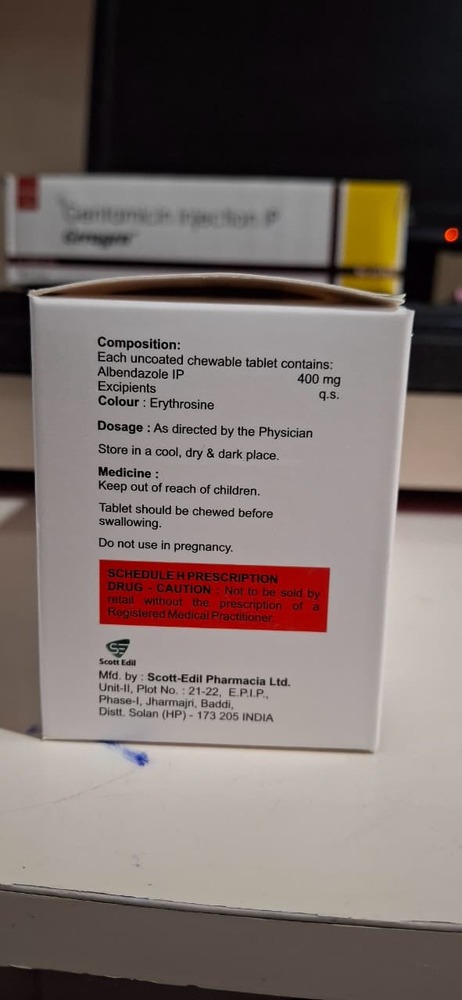 Gentamicin Injection IP
Composition:
Each uncoated chewable tablet contains:
Albendazole IP 400 mg
Excipients q.s.
Colour : Erythrosine
Dosage : As directed by the Physician
Store in a cool, dry & dark place.
Medicine :
Keep out of reach of children.
Tablet should be chewed before
swallowing.
Do not use in pregnancy.
SCHEDULE H PRESCRIPTION
DRUG - CAUTION : Not to be sold by
retail without the prescription of a
Registered Medical Practitioner.
Scott Edil
Mfd. by : Scott-Edil Pharmacia Ltd.
Unit-II, Plot No. : 21-22, E.P.I.P.,
Phase-I, Jharmajri, Baddi,
Distt. Solan (HP) - 173 205 INDIA